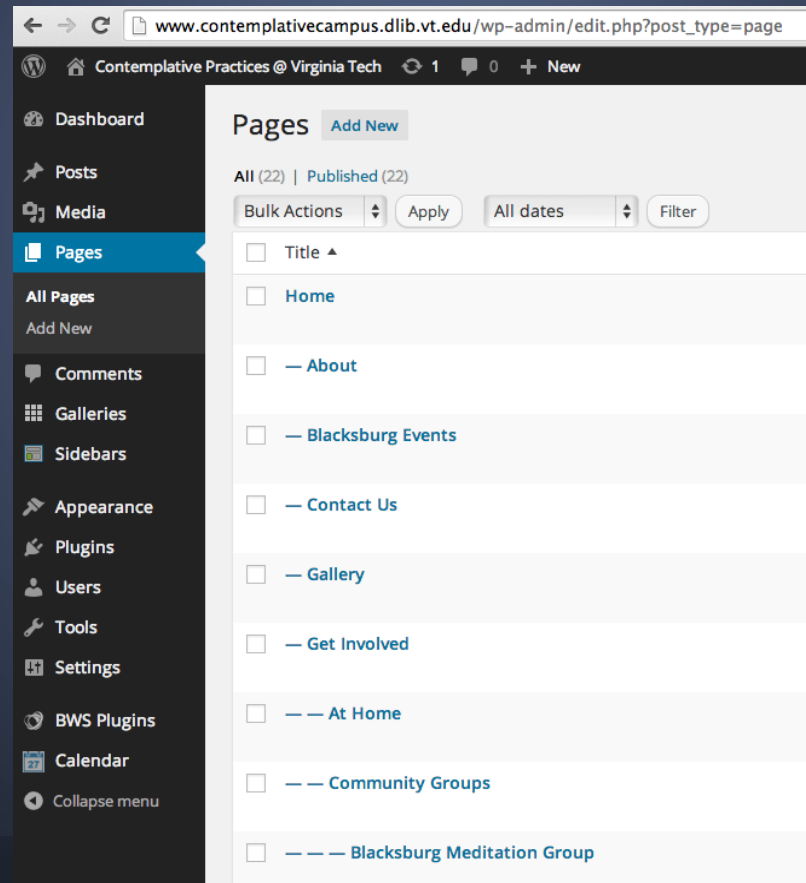 www.contemplativecampus.dlib.vt.edu/wp-admin/edit.php?post_type=page
Contemplative Practices @ Virginia Tech 1 0 + New
Dashboard
Posts
Media
Pages
All Pages
Add New
Comments
Galleries
Sidebars
Appearance
Plugins
Users
Tools
Settings
BWS Plugins
27 Calendar
Collapse menu
Pages Add New
All (22) | Published (22)
Bulk Actions Apply All dates Filter
Title
Home
— About
— Blacksburg Events
— Contact Us
— Gallery
— Get Involved
— — At Home
— — Community Groups
— — — Blacksburg Meditation Group